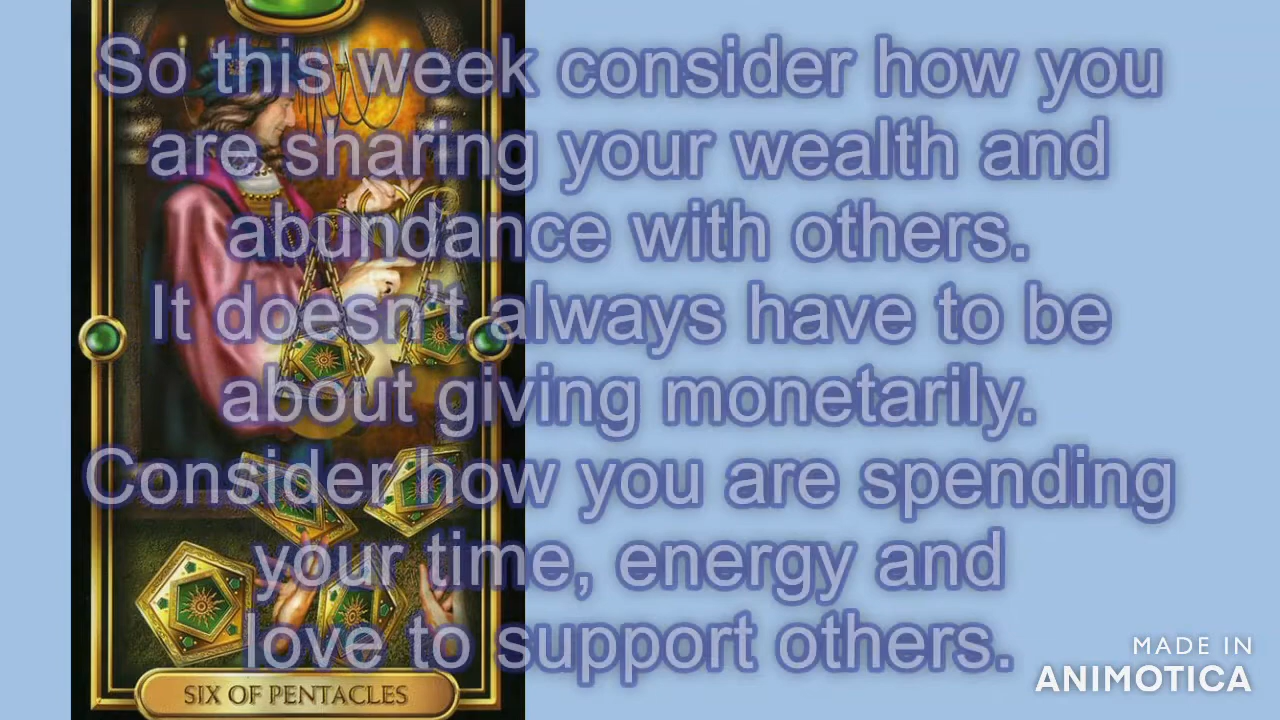 So this week consider how you
are sharing your wealth and
abundance with others.
It doesn't always have to be
about giving monetarily.
Consider how you are spending
your time, energy and
love to support others.
SIX OF PENTACLES
MADE IN
ANIMOTICA